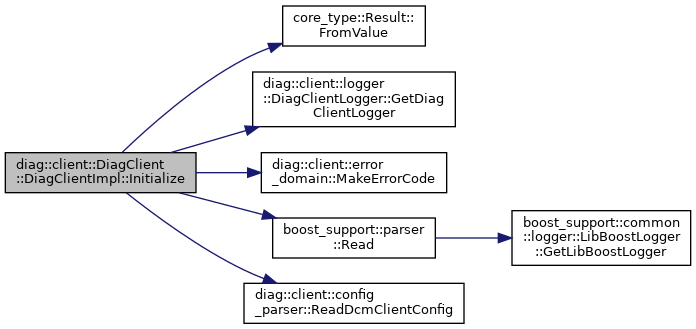 core_type::Result::
FromValue
diag::client::logger
::DiagClientLogger::GetDiag
ClientLogger
diag::client::DiagClient
::DiagClientImpl::Initialize
diag::client::error
_domain::MakeErrorCode
boost_support::parser
::Read
boost_support::common
::logger::LibBoostLogger
::GetLibBoostLogger
diag::client::config
_parser::ReadDcmClientConfig